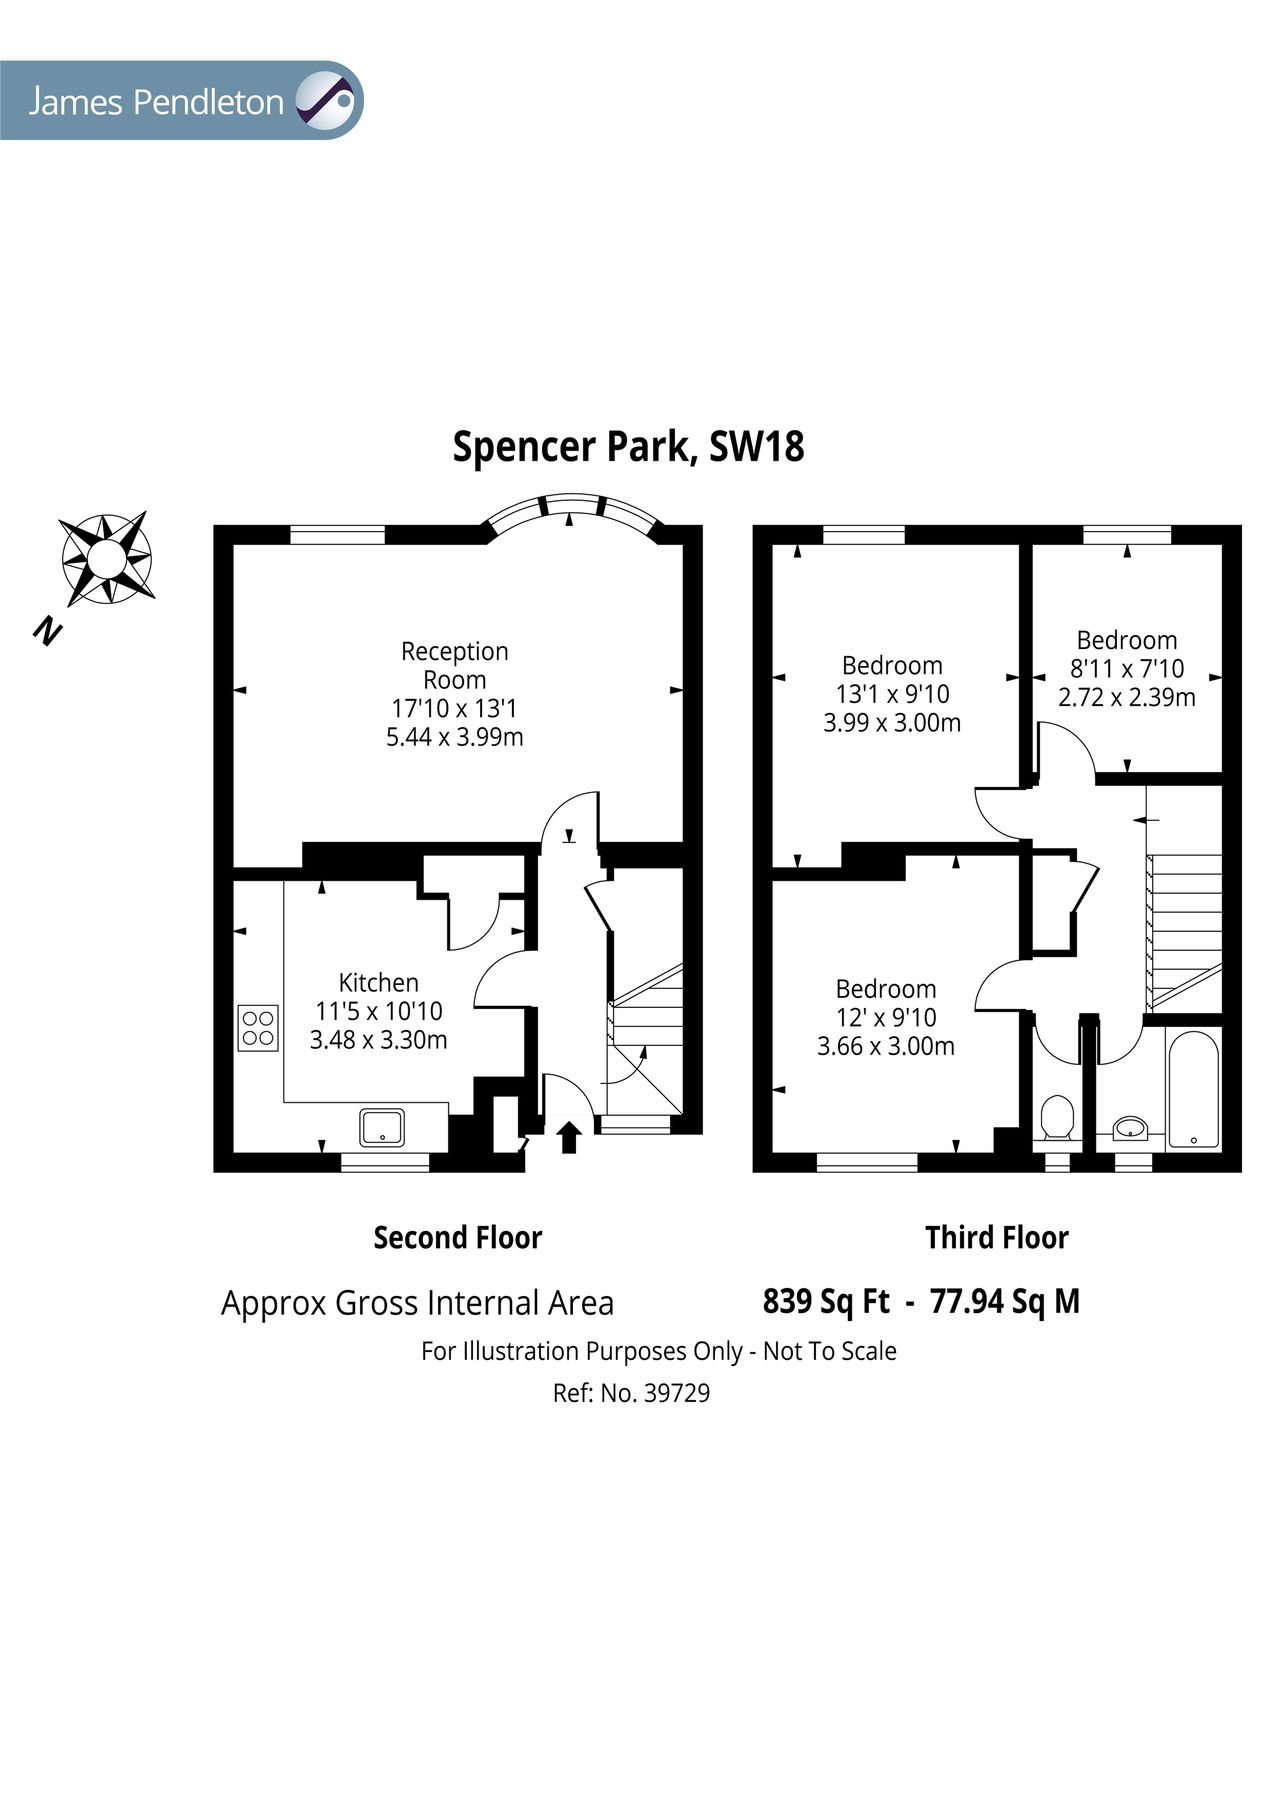 James Pendleton
Spencer Park, SW18
N
Reception
Room
17'10 x 13'1
5.44 x 3.99m
Kitchen
11'5 x 10'10
3.48 x 3.30m
Bedroom
13'1 x 9'10
3.99 x 3.00m
Bedroom
8'11 x 7'10
2.72 x 2.39m
Bedroom
12' x 9'10
3.66 x 3.00m
Second Floor
Third Floor
Approx Gross Internal Area
839 Sq Ft - 77.94 Sq M
For Illustration Purposes Only - Not To Scale
Ref: No. 39729